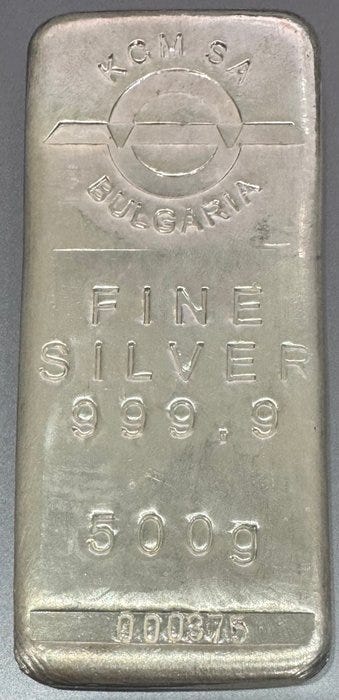 KCM SA
BULGARIA
FINE
SILVER
999.9
500g
000375